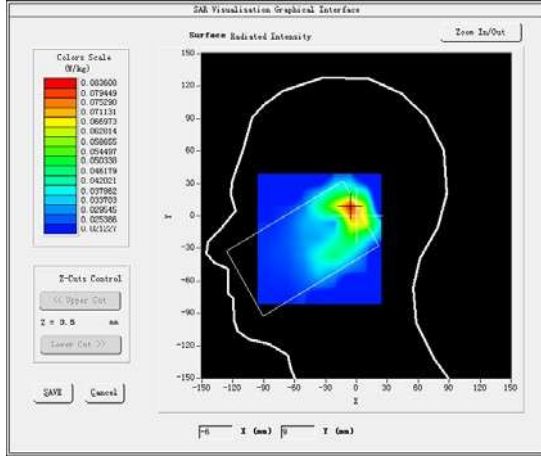 SAR Visualisation Graphical Interface
Surface Radiated Intensity
Zoom In/Out
Colors Scale
(W/kg)
0.083600
0.079449
0.075290
0.071131
0.066973
0.062814
0.058655
0.054497
0.050338
0.046179
0.042021
0.037862
0.033703
0.029545
0.025386
0.021227
Z-Cuts Control
<< Upper Cut
Z = 3.5 mm
Lower Cut >>
SAVE
Cancel
150
120
90
60
30
0
-30
-60
-90
-120
-150
Y
-150 -120 -90 -60 -30 0 30 60 90 120 150
X
-6 X (mm) 9 Y (mm)